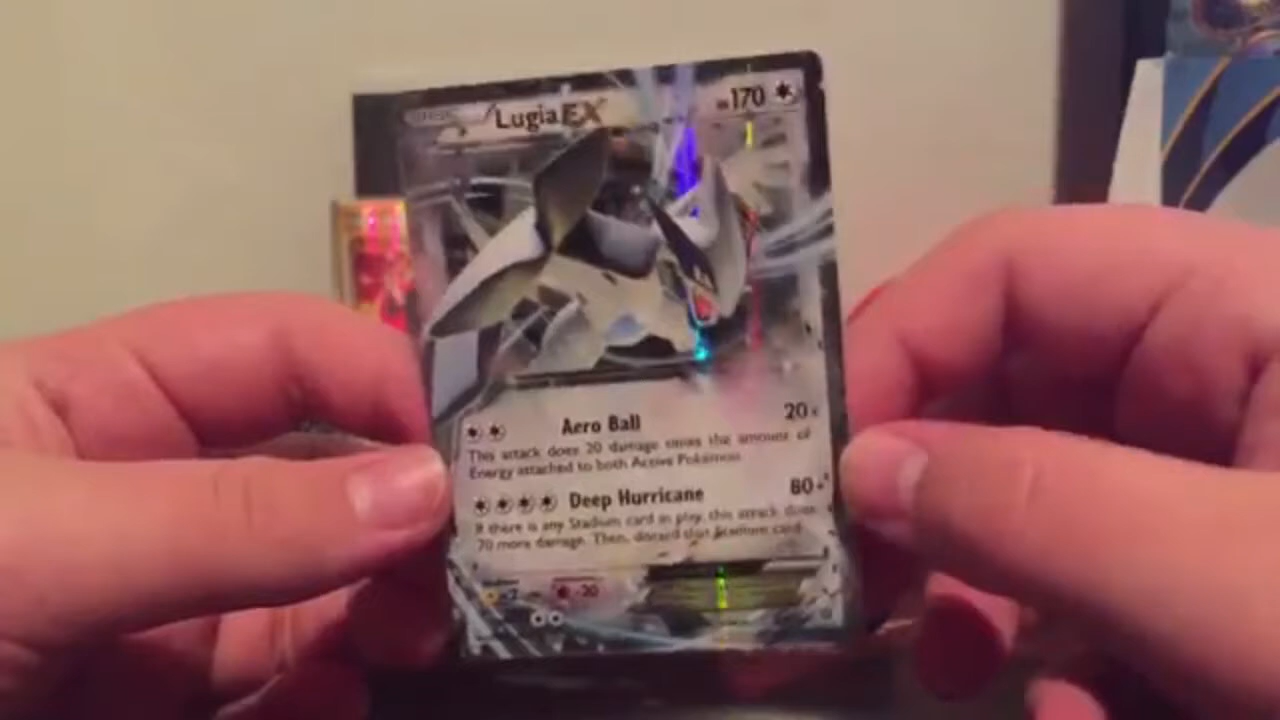 Lugia EX 170
Aero Ball 20×
This attack does 20 damage times the amount of
Energy attached to both Active Pokémon.
Deep Hurricane 80+
If there is any Stadium card in play, this attack does
70 more damage. Then, discard that Stadium card.
×2 -20